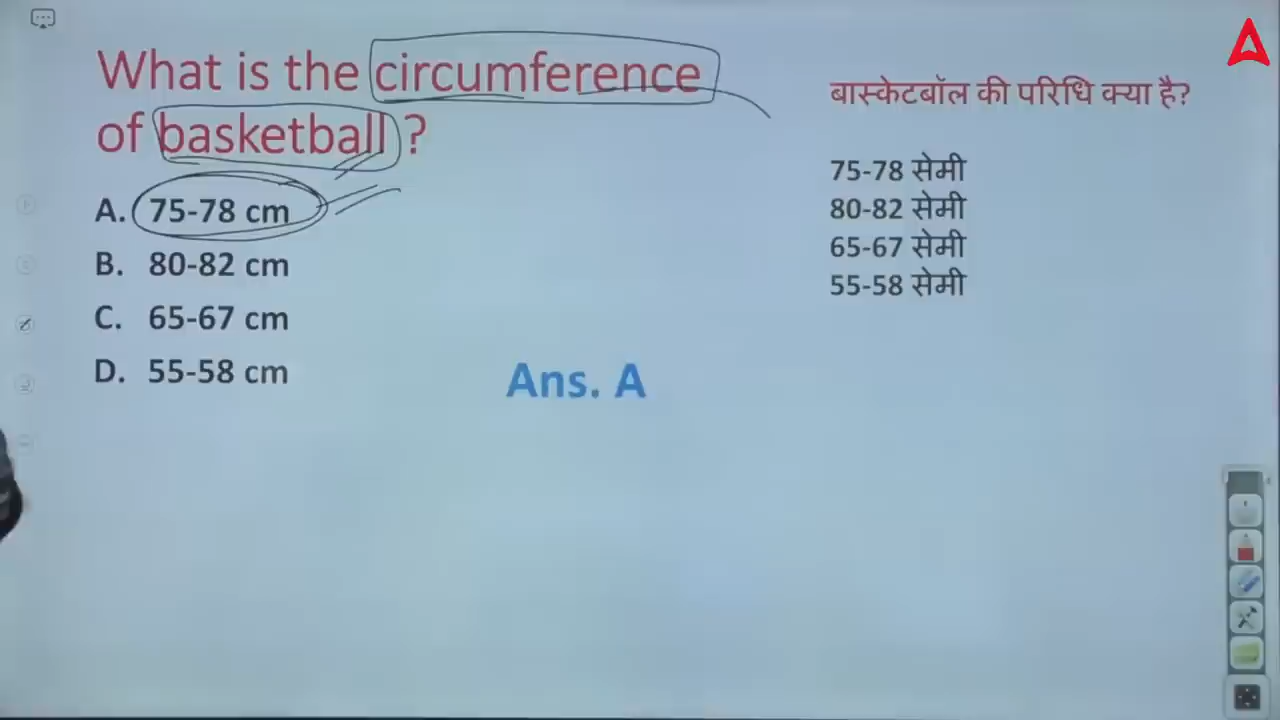 What is the circumference
of basketball ?
A. 75-78 cm
B. 80-82 cm
C. 65-67 cm
D. 55-58 cm
Ans. A
बास्केटबॉल की परिधि क्या है?
75-78 सेमी
80-82 सेमी
65-67 सेमी
55-58 सेमी